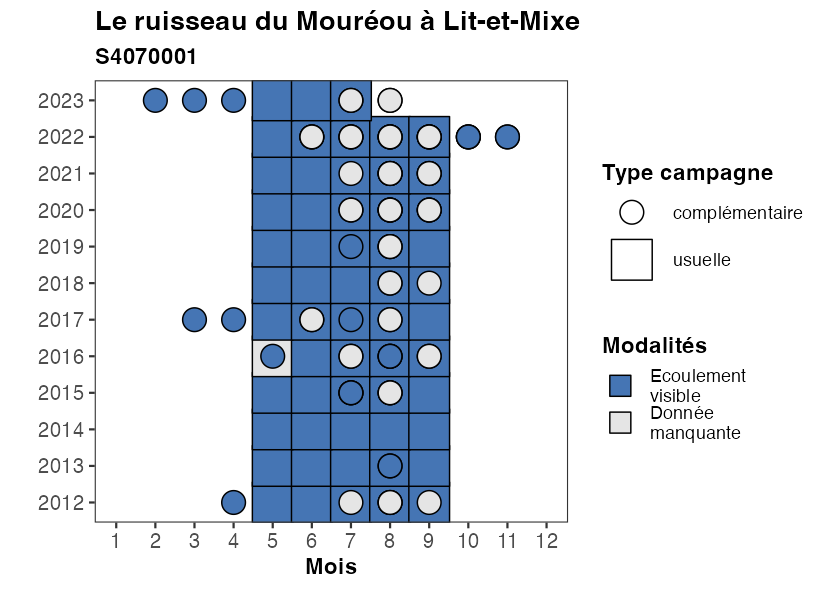 Le ruisseau du Mouréou à Lit-et-Mixe
S4070001
2023
2022
2021
2020
2019
2018
2017
2016
2015
2014
2013
2012
1 2 3 4 5 6 7 8 9 10 11 12
Mois
Type campagne
complémentaire
usuelle
Modalités
Ecoulement
visible
Donnée
manquante